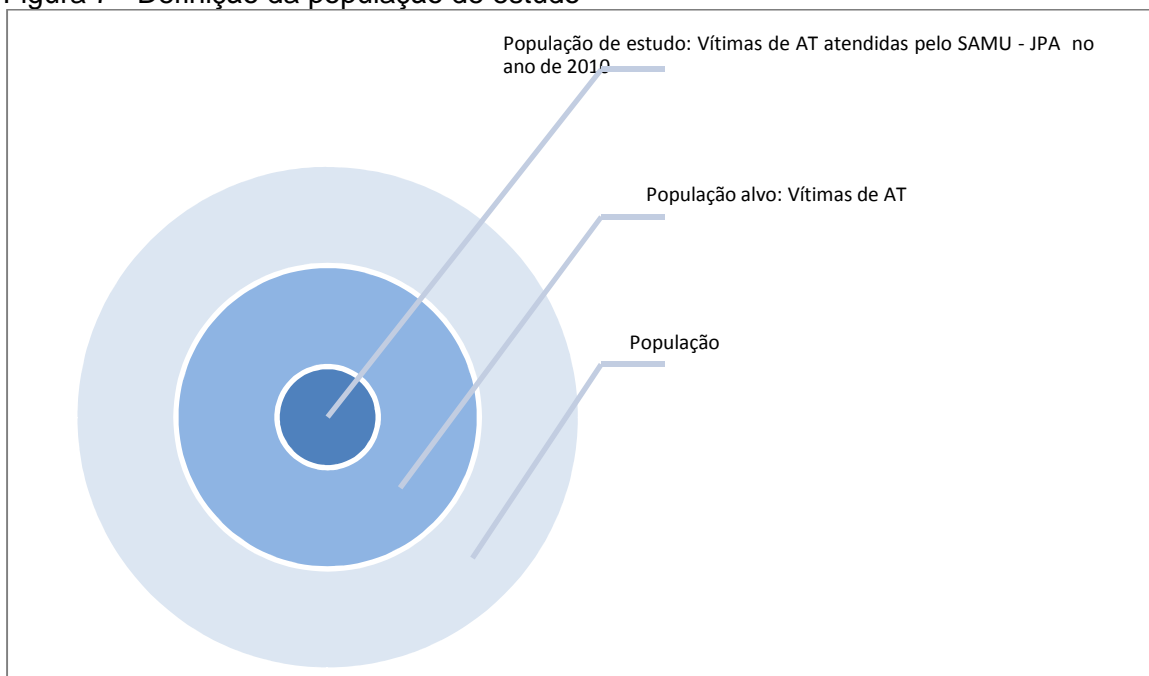 Figura 7 - Definição da população do estudo
População de estudo: Vítimas de AT atendidas pelo SAMU - JPA no
ano de 2010
População alvo: Vítimas de AT
População